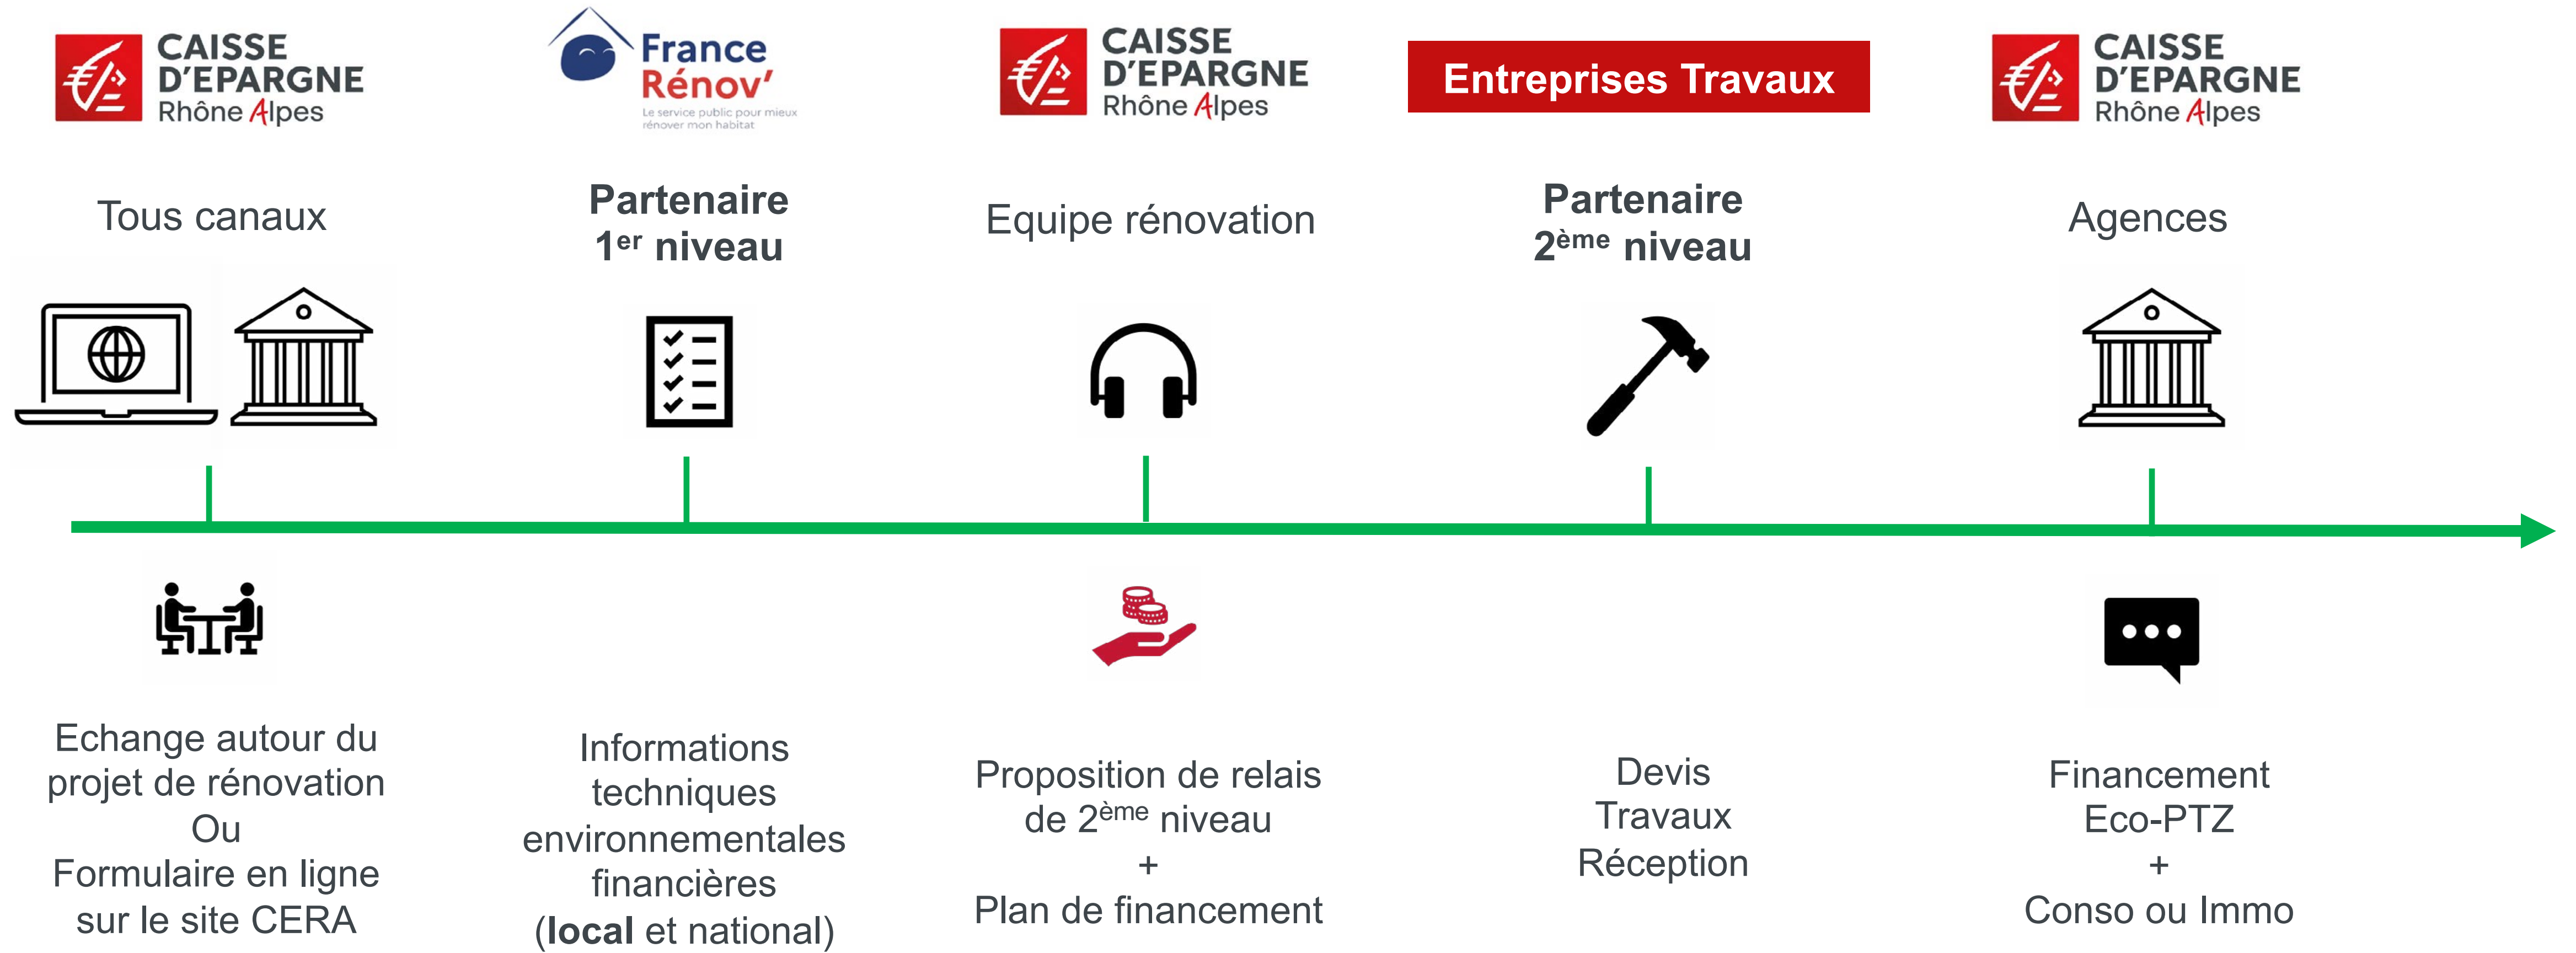 CAISSE
D'EPARGNE
Rhône Alpes
Tous canaux
Echange autour du
projet de rénovation
Ou
Formulaire en ligne
sur le site CERA
France
Rénov'
Le service public pour mieux
rénover mon habitat
Partenaire
1er niveau
Informations
techniques
environnementales
financières
(local et national)
CAISSE
D'EPARGNE
Rhône Alpes
Equipe rénovation
Proposition de relais
de 2ème niveau
+
Plan de financement
Entreprises Travaux
Partenaire
2ème niveau
Devis
Travaux
Réception
CAISSE
D'EPARGNE
Rhône Alpes
Agences
Financement
Eco-PTZ
+
Conso ou Immo